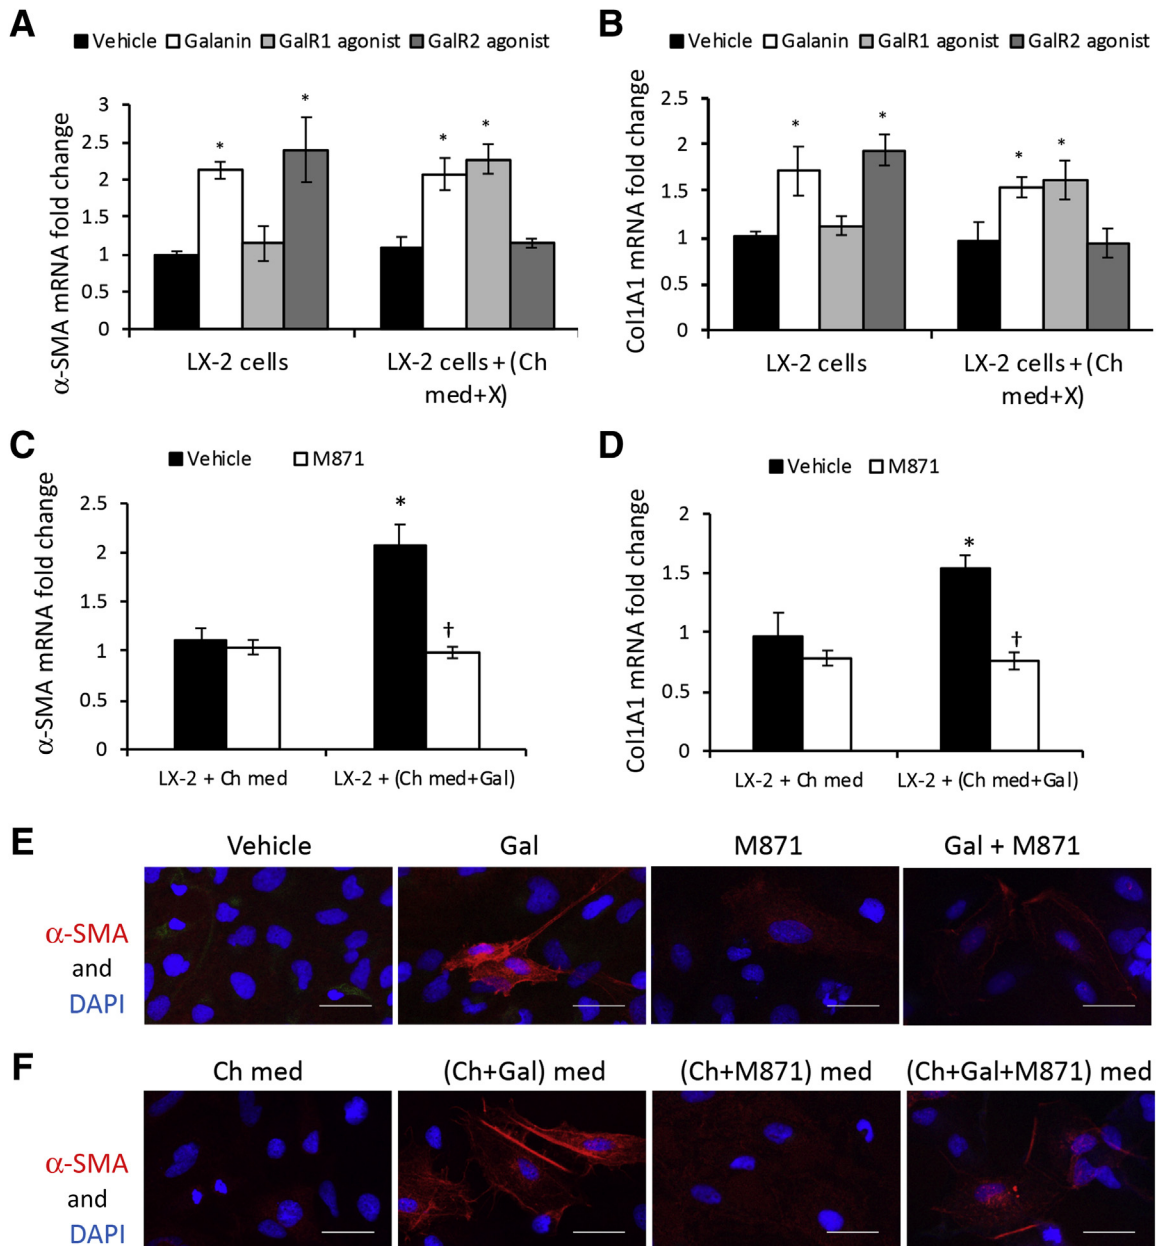 A
Vehicle Galanin GalR1 agonist GalR2 agonist
α-SMA mRNA fold change
3
2.5
2
1.5
1
0.5
0
*
*
*
*
LX-2 cells
LX-2 cells + (Ch
med+X)
B
Vehicle Galanin GalR1 agonist GalR2 agonist
Col1A1 mRNA fold change
2.5
2
1.5
1
0.5
0
*
*
*
*
LX-2 cells
LX-2 cells + (Ch
med+X)
C
Vehicle M871
α-SMA mRNA fold change
2.5
2
1.5
1
0.5
0
*
†
LX-2 + Ch med
LX-2 + (Ch med+Gal)
D
Vehicle M871
Col1A1 mRNA fold change
2
1.5
1
0.5
0
*
†
LX-2 + Ch med
LX-2 + (Ch med+Gal)
E
Vehicle Gal M871 Gal + M871
α-SMA
and
DAPI
F
Ch med (Ch+Gal) med (Ch+M871) med (Ch+Gal+M871) med
α-SMA
and
DAPI